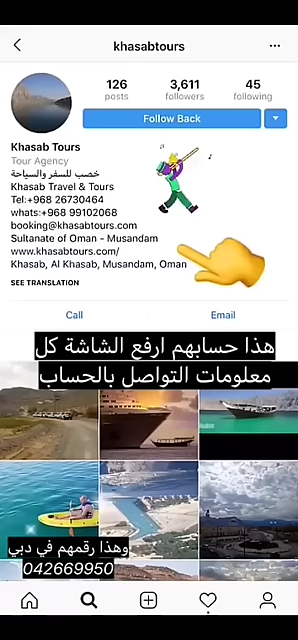 khasabtours
126
posts
3,611
followers
45
following
Follow Back
Khasab Tours
Tour Agency
خصب للسفر والسياحة
Khasab Travel & Tours
Tel:+968 26730464
whats:+968 99102068
booking@khasabtours.com
Sultanate of Oman - Musandam
www.khasabtours.com/
Khasab, Al Khasab, Musandam, Oman
SEE TRANSLATION
Call
Email
هذا حسابهم ارفع الشاشة كل
معلومات التواصل بالحساب
وهذا رقمهم في دبي
042669950